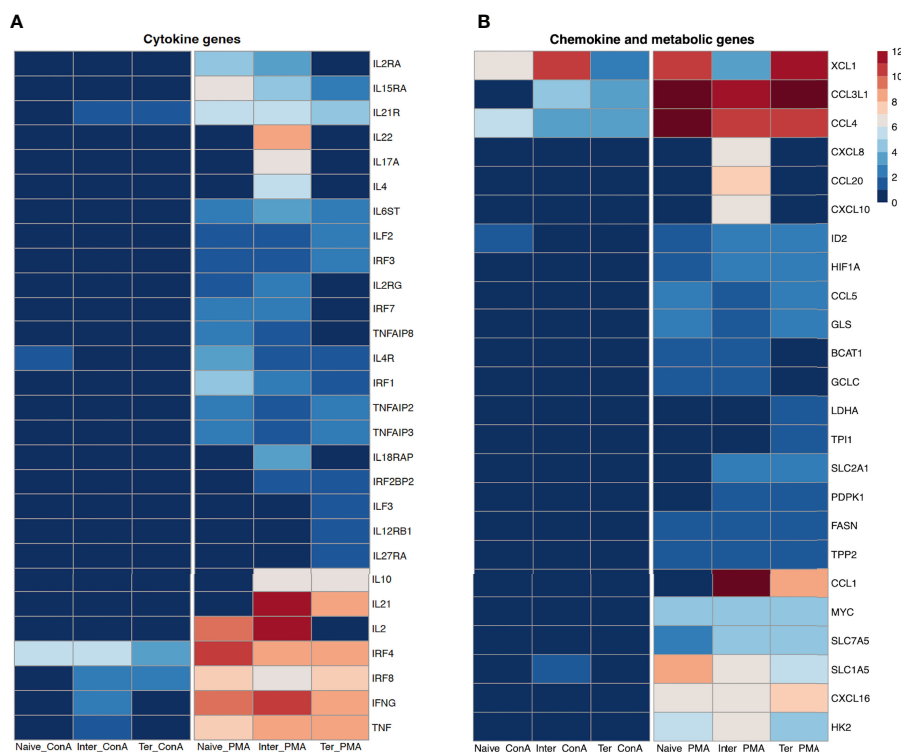 A
Cytokine genes
IL2RA
IL15RA
IL21R
IL22
IL17A
IL4
IL6ST
ILF2
IRF3
IL2RG
IRF7
TNFAIP8
IL4R
IRF1
TNFAIP2
TNFAIP3
IL18RAP
IRF2BP2
ILF3
IL12RB1
IL27RA
IL10
IL21
IL2
IRF4
IRF8
IFNG
TNF
Naive_ConA Inter_ConA Ter_ConA Naive_PMA Inter_PMA Ter_PMA
B
Chemokine and metabolic genes
XCL1
CCL3L1
CCL4
CXCL8
CCL20
CXCL10
ID2
HIF1A
CCL5
GLS
BCAT1
GCLC
LDHA
TPI1
SLC2A1
PDPK1
FASN
TPP2
CCL1
MYC
SLC7A5
SLC1A5
CXCL16
HK2
Naive_ConA Inter_ConA Ter_ConA Naive_PMA Inter_PMA Ter_PMA
12
10
8
6
4
2
0